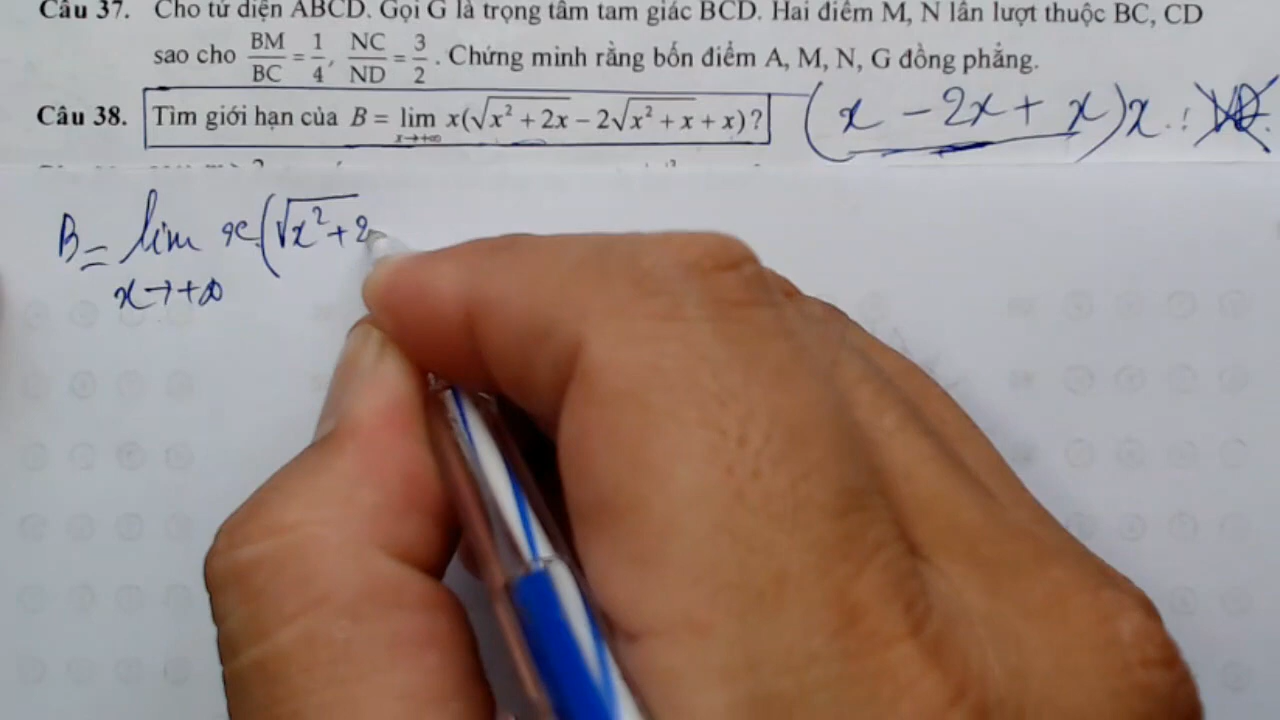 Câu 37. Cho tứ diện ABCD. Gọi G là trọng tâm tam giác BCD. Hai điểm M, N lần lượt thuộc BC, CD
sao cho BM/BC = 1/4, NC/ND = 3/2. Chứng minh rằng bốn điểm A, M, N, G đồng phẳng.
Câu 38. Tìm giới hạn của B = lim x→+∞ x(√(x² + 2x) − 2√(x² + x) + x)? (x − 2x + x)x
B = lim x(√x² + 2
x→+∞